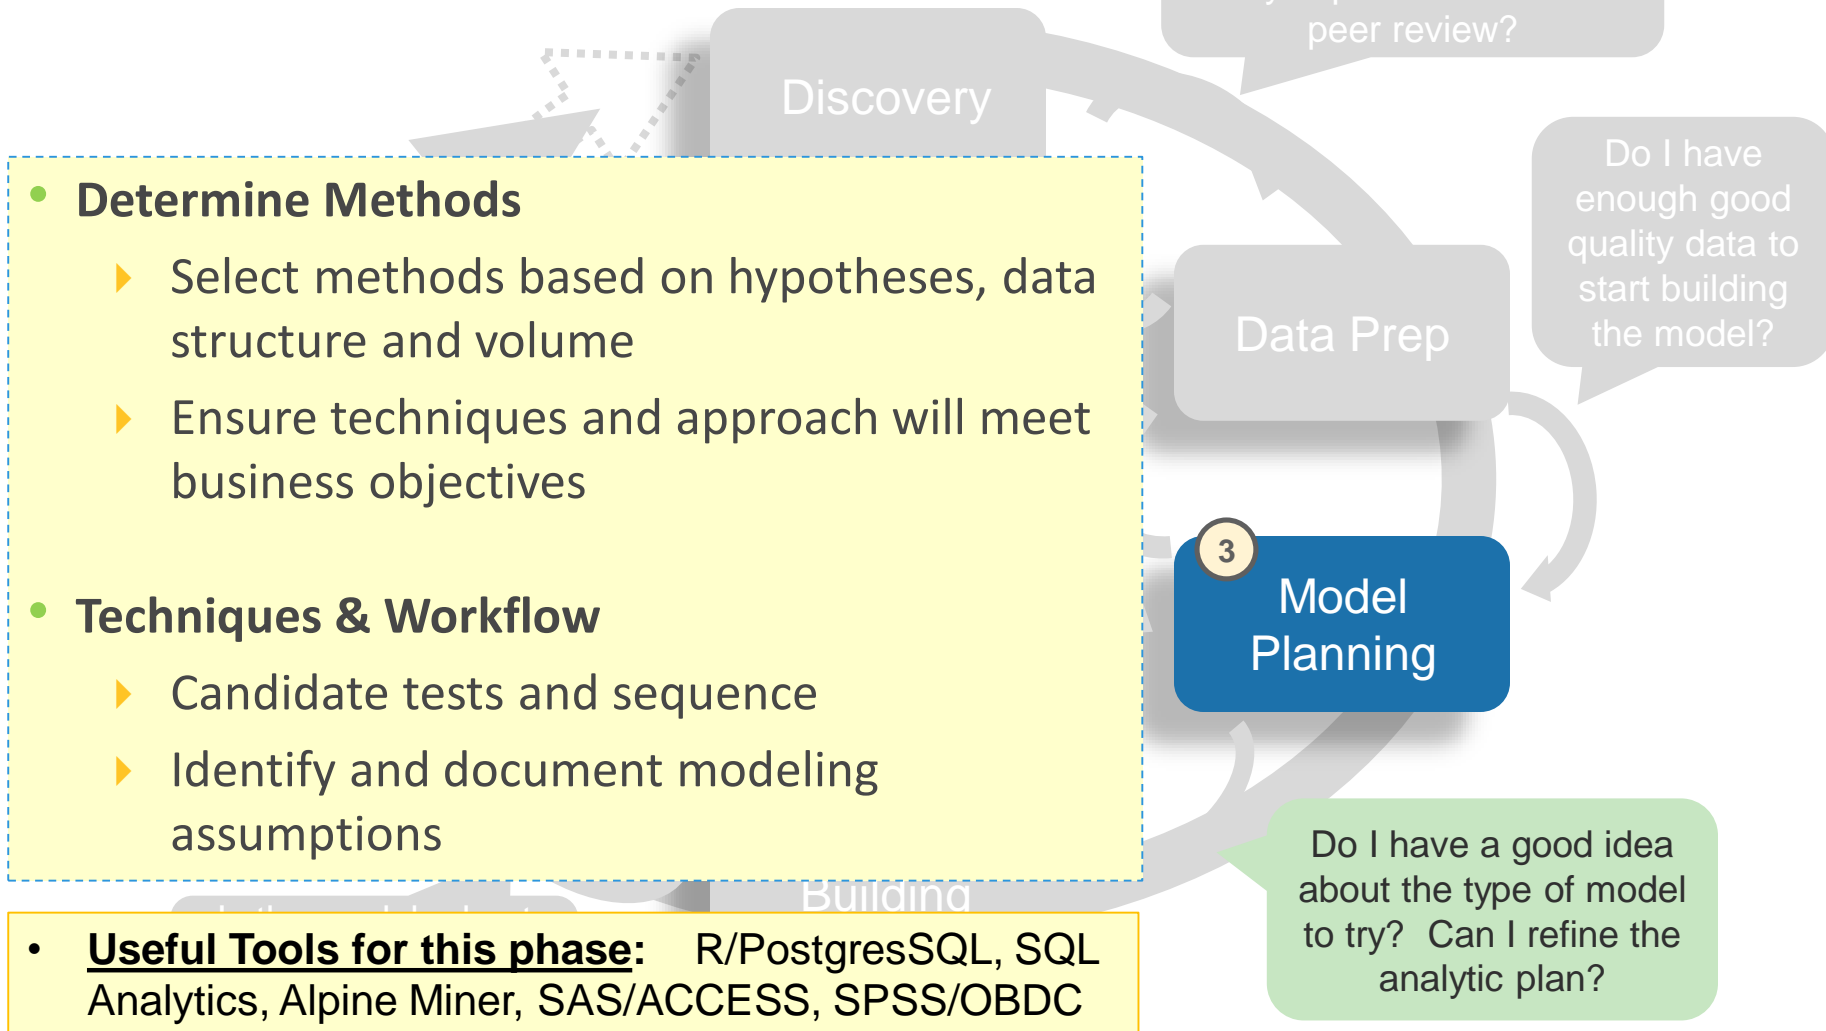 peer review?
Discovery
Do I have
enough good
quality data to
start building
the model?
• Determine Methods
Select methods based on hypotheses, data
structure and volume
Ensure techniques and approach will meet
business objectives
Data Prep
• Techniques & Workflow
Candidate tests and sequence
Identify and document modeling
assumptions
3
Model
Planning
Do I have a good idea
about the type of model
to try? Can I refine the
analytic plan?
Building
• Useful Tools for this phase: R/PostgresSQL, SQL
Analytics, Alpine Miner, SAS/ACCESS, SPSS/OBDC